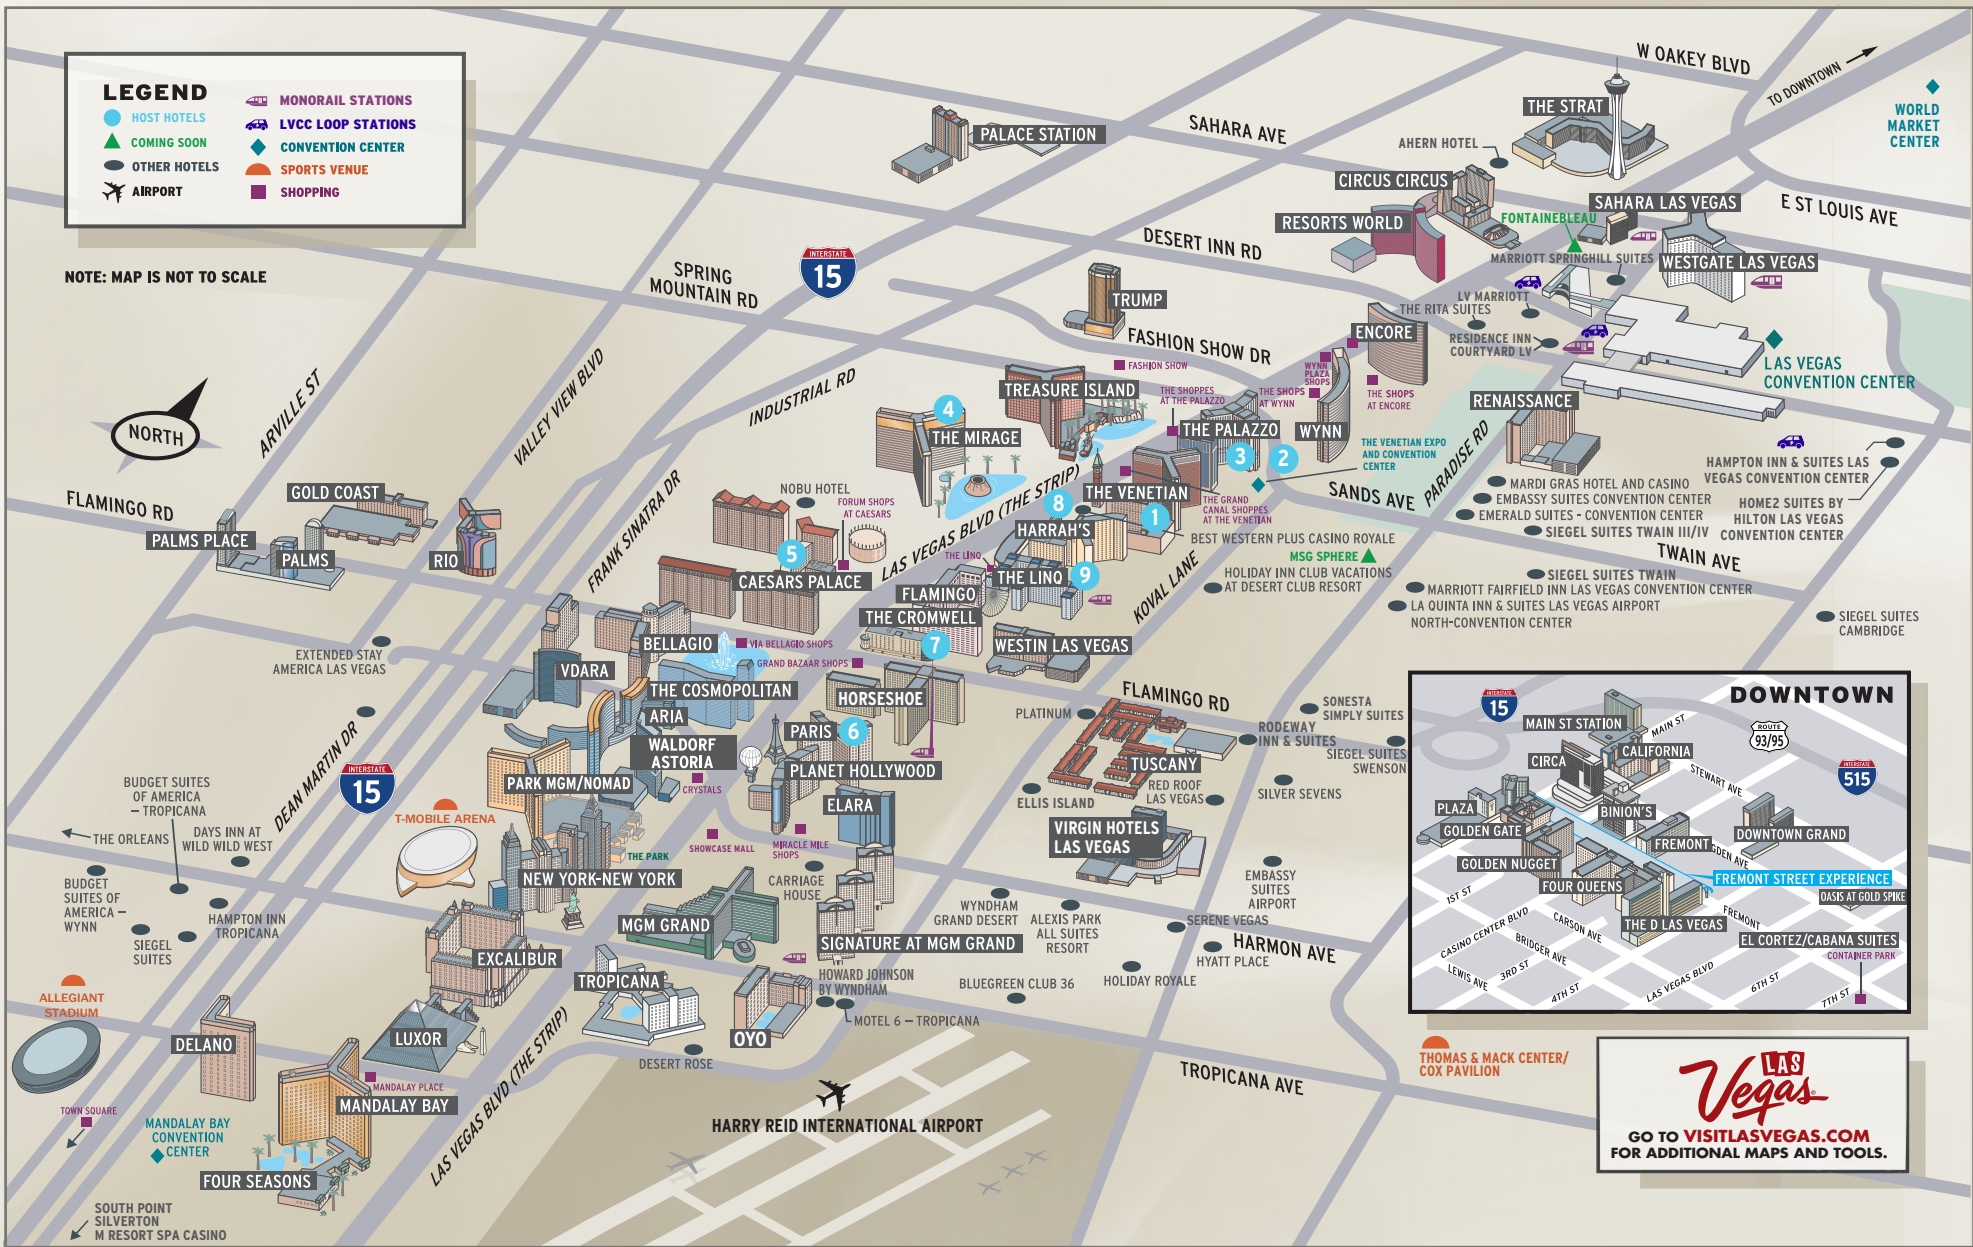 LEGEND
HOST HOTELS
COMING SOON
OTHER HOTELS
AIRPORT
MONORAIL STATIONS
LVCC LOOP STATIONS
CONVENTION CENTER
SPORTS VENUE
SHOPPING
NOTE: MAP IS NOT TO SCALE
NORTH
W OAKEY BLVD
TO DOWNTOWN
WORLD
MARKET
CENTER
THE STRAT
PALACE STATION
SAHARA AVE
AHERN HOTEL
CIRCUS CIRCUS
SAHARA LAS VEGAS
E ST LOUIS AVE
RESORTS WORLD
FONTAINEBLEAU
DESERT INN RD
MARRIOTT SPRINGHILL SUITES
WESTGATE LAS VEGAS
INTERSTATE
15
SPRING
MOUNTAIN RD
TRUMP
LV MARRIOTT
THE RITA SUITES
ENCORE
RESIDENCE INN
COURTYARD LV
FASHION SHOW DR
LAS VEGAS
CONVENTION CENTER
FASHION SHOW
WYNN
PLAZA
SHOPS
ARVILLE ST
VALLEY VIEW BLVD
INDUSTRIAL RD
TREASURE ISLAND
THE SHOPPES
AT THE PALAZZO
THE SHOPS
AT WYNN
THE SHOPS
AT ENCORE
RENAISSANCE
4
THE MIRAGE
THE PALAZZO
WYNN
3
2
THE VENETIAN EXPO
AND CONVENTION
CENTER
PARADISE RD
HAMPTON INN & SUITES LAS
VEGAS CONVENTION CENTER
MARDI GRAS HOTEL AND CASINO
EMBASSY SUITES CONVENTION CENTER
EMERALD SUITES - CONVENTION CENTER
SIEGEL SUITES TWAIN III/IV
HOME2 SUITES BY
HILTON LAS VEGAS
CONVENTION CENTER
FLAMINGO RD
GOLD COAST
PALMS PLACE
PALMS
RIO
FRANK SINATRA DR
NOBU HOTEL
FORUM SHOPS
AT CAESARS
LAS VEGAS BLVD (THE STRIP)
8
THE VENETIAN
THE GRAND
CANAL SHOPPES
AT THE VENETIAN
SANDS AVE
1
HARRAH'S
BEST WESTERN PLUS CASINO ROYALE
TWAIN AVE
5
CAESARS PALACE
THE LINQ
THE LINQ
9
MSG SPHERE
HOLIDAY INN CLUB VACATIONS
AT DESERT CLUB RESORT
SIEGEL SUITES TWAIN
MARRIOTT FAIRFIELD INN LAS VEGAS CONVENTION CENTER
LA QUINTA INN & SUITES LAS VEGAS AIRPORT
NORTH-CONVENTION CENTER
SIEGEL SUITES
CAMBRIDGE
FLAMINGO
KOVAL LANE
THE CROMWELL
7
WESTIN LAS VEGAS
EXTENDED STAY
AMERICA LAS VEGAS
BELLAGIO
VIA BELLAGIO SHOPS
GRAND BAZAAR SHOPS
VDARA
THE COSMOPOLITAN
HORSESHOE
FLAMINGO RD
PLATINUM
SONESTA
SIMPLY SUITES
RODEWAY
INN & SUITES
SIEGEL SUITES
SWENSON
ARIA
PARIS
6
WALDORF
ASTORIA
PLANET HOLLYWOOD
TUSCANY
RED ROOF
LAS VEGAS
SILVER SEVENS
DEAN MARTIN DR
INTERSTATE
15
PARK MGM/NOMAD
CRYSTALS
ELARA
ELLIS ISLAND
VIRGIN HOTELS
LAS VEGAS
BUDGET SUITES
OF AMERICA
– TROPICANA
THE ORLEANS
DAYS INN AT
WILD WILD WEST
T-MOBILE ARENA
THE PARK
SHOWCASE MALL
MIRACLE MILE
SHOPS
BUDGET
SUITES OF
AMERICA –
WYNN
HAMPTON INN
TROPICANA
SIEGEL
SUITES
NEW YORK-NEW YORK
CARRIAGE
HOUSE
EMBASSY
SUITES
AIRPORT
WYNDHAM
GRAND DESERT
ALEXIS PARK
ALL SUITES
RESORT
SERENE VEGAS
HYATT PLACE
HARMON AVE
MGM GRAND
SIGNATURE AT MGM GRAND
EXCALIBUR
TROPICANA
HOWARD JOHNSON
BY WYNDHAM
BLUEGREEN CLUB 36
HOLIDAY ROYALE
ALLEGIANT
STADIUM
MOTEL 6 – TROPICANA
OYO
DELANO
LUXOR
DESERT ROSE
LAS VEGAS BLVD (THE STRIP)
MANDALAY PLACE
MANDALAY BAY
TOWN SQUARE
MANDALAY BAY
CONVENTION
CENTER
FOUR SEASONS
SOUTH POINT
SILVERTON
M RESORT SPA CASINO
HARRY REID INTERNATIONAL AIRPORT
TROPICANA AVE
THOMAS & MACK CENTER/
COX PAVILION
DOWNTOWN
INTERSTATE
15
MAIN ST STATION
MAIN ST
ROUTE
93/95
CALIFORNIA
CIRCA
STEWART AVE
INTERSTATE
515
PLAZA
BINION'S
GOLDEN GATE
DOWNTOWN GRAND
FREMONT
GDEN AVE
GOLDEN NUGGET
FREMONT STREET EXPERIENCE
FOUR QUEENS
OASIS AT GOLD SPIKE
1ST ST
CASINO CENTER BLVD
CARSON AVE
THE D LAS VEGAS
FREMONT
BRIDGER AVE
EL CORTEZ/CABANA SUITES
CONTAINER PARK
LEWIS AVE
3RD ST
4TH ST
LAS VEGAS BLVD
6TH ST
7TH ST
LAS
Vegas
GO TO VISITLASVEGAS.COM
FOR ADDITIONAL MAPS AND TOOLS.